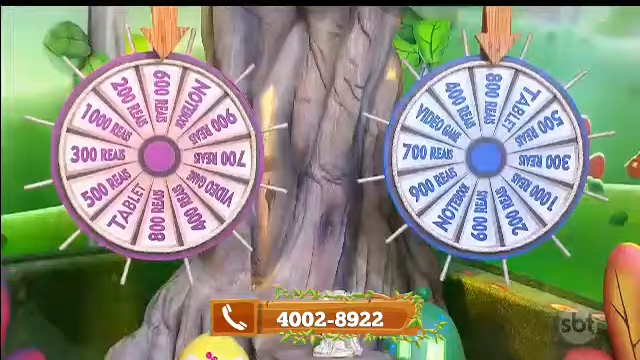 600 REAIS
NOTEBOOK
900 REAIS
700 REAIS
VIDEO GAME
400 REAIS
800 REAIS
TABLET
500 REAIS
300 REAIS
1000 REAIS
200 REAIS
800 REAIS
TABLET
500 REAIS
300 REAIS
1000 REAIS
200 REAIS
600 REAIS
NOTEBOOK
900 REAIS
700 REAIS
VIDEO GAME
400 REAIS
4002-8922
sbt